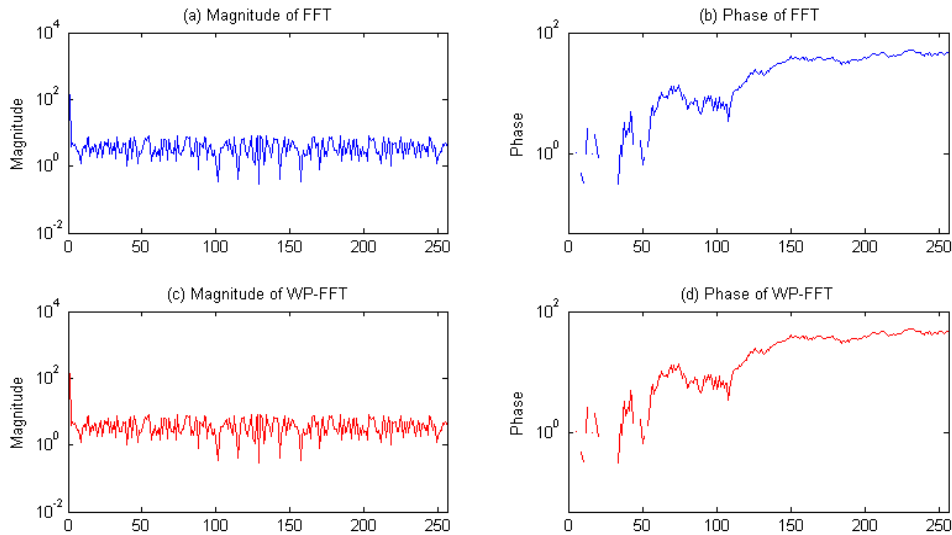 (a) Magnitude of FFT
10^4
10^2
10^0
10^-2
Magnitude
0 50 100 150 200 250
(b) Phase of FFT
10^2
10^0
Phase
0 50 100 150 200 250
(c) Magnitude of WP-FFT
10^4
10^2
10^0
10^-2
Magnitude
0 50 100 150 200 250
(d) Phase of WP-FFT
10^2
10^0
Phase
0 50 100 150 200 250